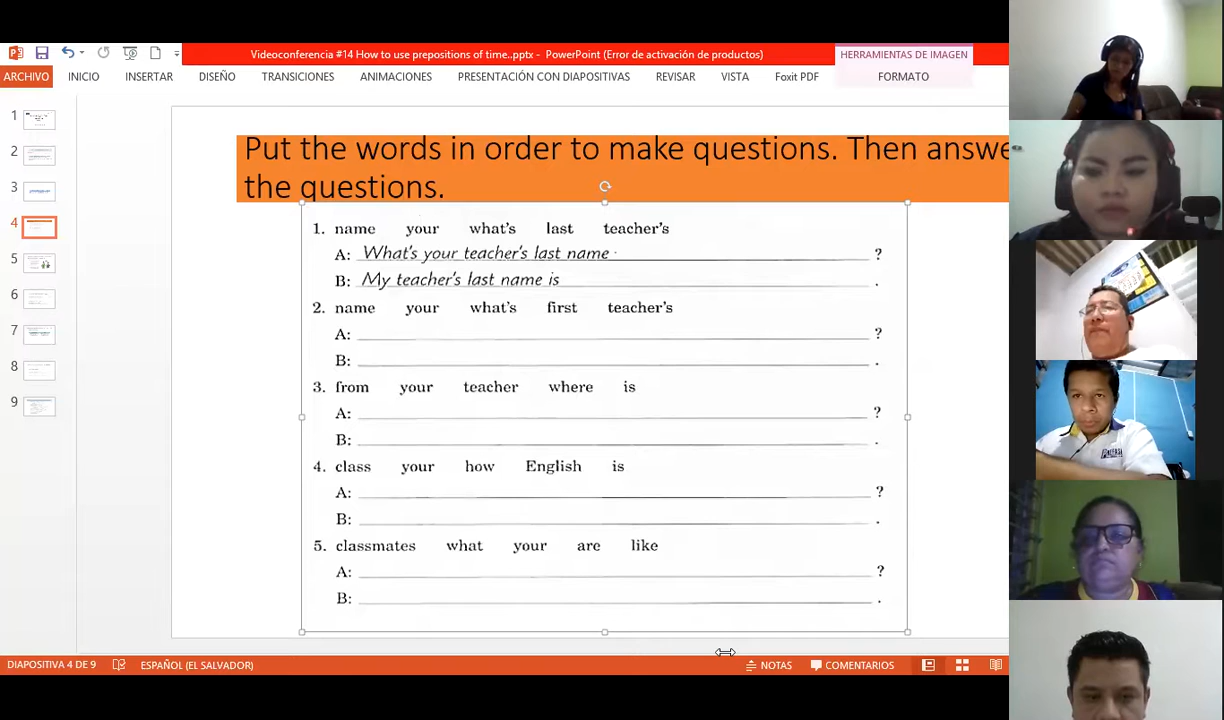 Videoconferencia #14 How to use prepositions of time..pptx - PowerPoint (Error de activación de productos)
HERRAMIENTAS DE IMAGEN
ARCHIVO INICIO INSERTAR DISEÑO TRANSICIONES ANIMACIONES PRESENTACIÓN CON DIAPOSITIVAS REVISAR VISTA Foxit PDF FORMATO
1
2
3
4
5
6
7
8
9
Put the words in order to make questions. Then answe
the questions.
1. name your what's last teacher's
A: What's your teacher's last name ?
B: My teacher's last name is .
2. name your what's first teacher's
A: ?
B: .
3. from your teacher where is
A: ?
B: .
4. class your how English is
A: ?
B: .
5. classmates what your are like
A: ?
B: .
DIAPOSITIVA 4 DE 9 ESPAÑOL (EL SALVADOR) NOTAS COMENTARIOS